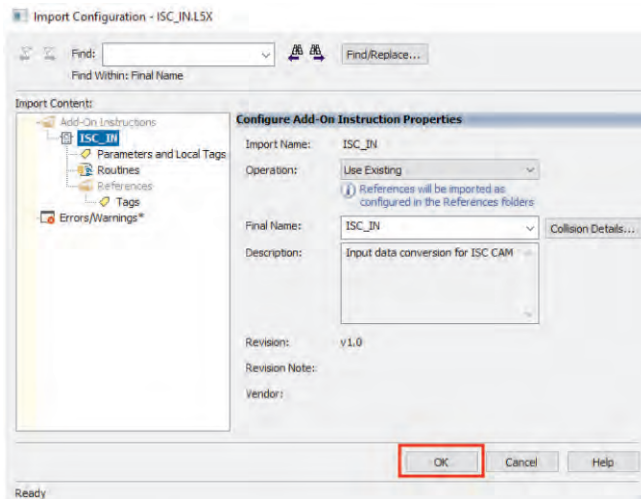 Import Configuration - ISC_IN.L5X
Find:
Find/Replace...
Find Within: Final Name
Import Content:
Add-On Instructions
ISC_IN
Parameters and Local Tags
Routines
References
Tags
Errors/Warnings*
Configure Add-On Instruction Properties
Import Name: ISC_IN
Operation: Use Existing
References will be imported as
configured in the References folders
Final Name: ISC_IN Collision Details...
Description: Input data conversion for ISC CAM
Revision: v1.0
Revision Note:
Vendor:
OK Cancel Help
Ready